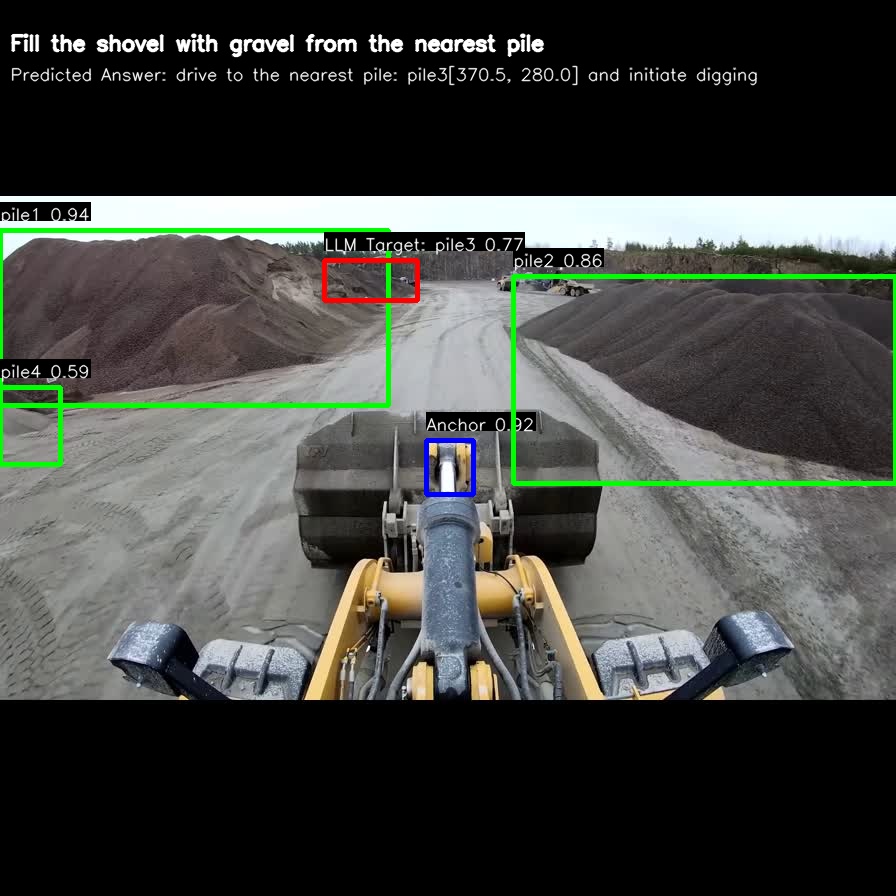 Fill the shovel with gravel from the nearest pile
Predicted Answer: drive to the nearest pile: pile3[370.5, 280.0] and initiate digging
pile1 0.94
LLM Target: pile3 0.77
pile2 0.86
pile4 0.59
Anchor 0.92